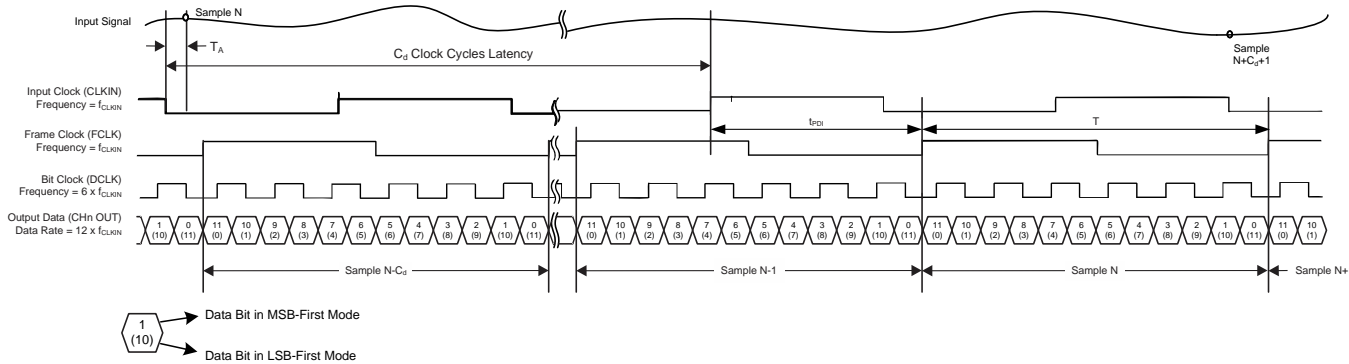 Input Signal
Sample N
T_A
C_d Clock Cycles Latency
Sample
N+C_d+1
Input Clock (CLKIN)
Frequency = f_CLKIN
t_PDI
T
Frame Clock (FCLK)
Frequency = f_CLKIN
Bit Clock (DCLK)
Frequency = 6 x f_CLKIN
Output Data (CHn OUT)
Data Rate = 12 x f_CLKIN
1 0 11 10 9 8 7 6 5 4 3 2 1 0 11 10 9 8 7 6 5 4 3 2 1 0 11 10 9 8 7 6 5 4 3 2 1 0 11 10
(10) (11) (0) (1) (2) (3) (4) (5) (6) (7) (8) (9) (10) (11) (0) (1) (2) (3) (4) (5) (6) (7) (8) (9) (10) (11) (0) (1) (2) (3) (4) (5) (6) (7) (8) (9) (10) (11) (0) (1)
Sample N-C_d
Sample N-1
Sample N
Sample N+
1
(10)
Data Bit in MSB-First Mode
Data Bit in LSB-First Mode